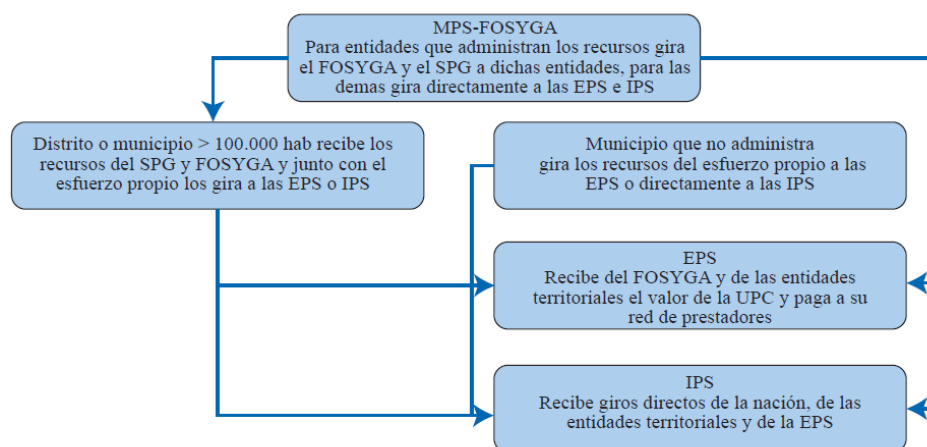 MPS-FOSYGA
Para entidades que administran los recursos gira
el FOSYGA y el SPG a dichas entidades, para las
demas gira directamente a las EPS e IPS
Distrito o municipio > 100.000 hab recibe los
recursos del SPG y FOSYGA y junto con el
esfuerzo propio los gira a las EPS o IPS
Municipio que no administra
gira los recursos del esfuerzo propio a las
EPS o directamente a las IPS
EPS
Recibe del FOSYGA y de las entidades
territoriales el valor de la UPC y paga a su
red de prestadores
IPS
Recibe giros directos de la nación, de las
entidades territoriales y de la EPS